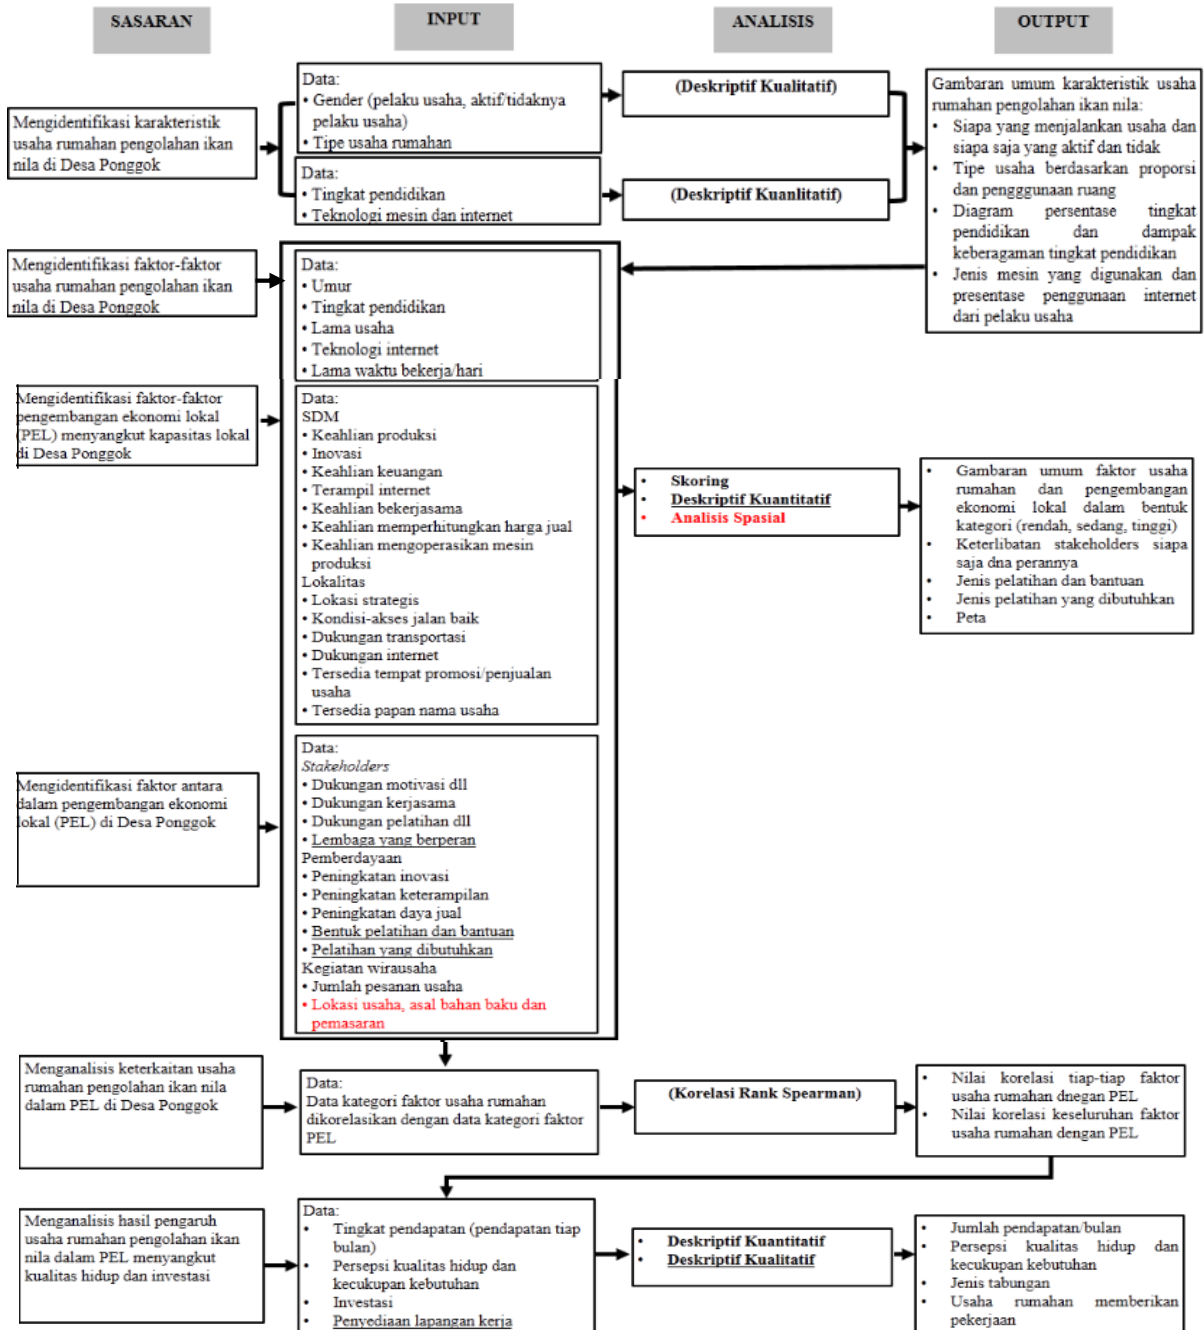 SASARAN
INPUT
ANALISIS
OUTPUT
Mengidentifikasi karakteristik
usaha rumahan pengolahan ikan
nila di Desa Ponggok
Data:
• Gender (pelaku usaha, aktif/tidaknya
pelaku usaha)
• Tipe usaha rumahan
(Deskriptif Kualitatif)
Data:
• Tingkat pendidikan
• Teknologi mesin dan internet
(Deskriptif Kuanlitatif)
Gambaran umum karakteristik usaha
rumahan pengolahan ikan nila:
• Siapa yang menjalankan usaha dan
siapa saja yang aktif dan tidak
• Tipe usaha berdasarkan proporsi
dan pengggunaan ruang
• Diagram persentase tingkat
pendidikan dan dampak
keberagaman tingkat pendidikan
• Jenis mesin yang digunakan dan
presentase penggunaan internet
dari pelaku usaha
Mengidentifikasi faktor-faktor
usaha rumahan pengolahan ikan
nila di Desa Ponggok
Data:
• Umur
• Tingkat pendidikan
• Lama usaha
• Teknologi internet
• Lama waktu bekerja/hari
Mengidentifikasi faktor-faktor
pengembangan ekonomi lokal
(PEL) menyangkut kapasitas lokal
di Desa Ponggok
Data:
SDM
• Keahlian produksi
• Inovasi
• Keahlian keuangan
• Terampil internet
• Keahlian bekerjasama
• Keahlian memperhitungkan harga jual
• Keahlian mengoperasikan mesin
produksi
Lokalitas
• Lokasi strategis
• Kondisi-akses jalan baik
• Dukungan transportasi
• Dukungan internet
• Tersedia tempat promosi/penjualan
usaha
• Tersedia papan nama usaha
• Skoring
• Deskriptif Kuantitatif
• Analisis Spasial
• Gambaran umum faktor usaha
rumahan dan pengembangan
ekonomi lokal dalam bentuk
kategori (rendah, sedang, tinggi)
• Keterlibatan stakeholders siapa
saja dna perannya
• Jenis pelatihan dan bantuan
• Jenis pelatihan yang dibutuhkan
• Peta
Mengidentifikasi faktor antara
dalam pengembangan ekonomi
lokal (PEL) di Desa Ponggok
Data:
Stakeholders
• Dukungan motivasi dll
• Dukungan kerjasama
• Dukungan pelatihan dll
• Lembaga yang berperan
Pemberdayaan
• Peningkatan inovasi
• Peningkatan keterampilan
• Peningkatan daya jual
• Bentuk pelatihan dan bantuan
• Pelatihan yang dibutuhkan
Kegiatan wirausaha
• Jumlah pesanan usaha
• Lokasi usaha, asal bahan baku dan
pemasaran
Menganalisis keterkaitan usaha
rumahan pengolahan ikan nila
dalam PEL di Desa Ponggok
Data:
Data kategori faktor usaha rumahan
dikorelasikan dengan data kategori faktor
PEL
(Korelasi Rank Spearman)
• Nilai korelasi tiap-tiap faktor
usaha rumahan dnegan PEL
• Nilai korelasi keseluruhan faktor
usaha rumahan dengan PEL
Menganalisis hasil pengaruh
usaha rumahan pengolahan ikan
nila dalam PEL menyangkut
kualitas hidup dan investasi
Data:
• Tingkat pendapatan (pendapatan tiap
bulan)
• Persepsi kualitas hidup dan
kecukupan kebutuhan
• Investasi
• Penyediaan lapangan kerja
• Deskriptif Kuantitatif
• Deskriptif Kualitatif
• Jumlah pendapatan/bulan
• Persepsi kualitas hidup dan
kecukupan kebutuhan
• Jenis tabungan
• Usaha rumahan memberikan
pekerjaan